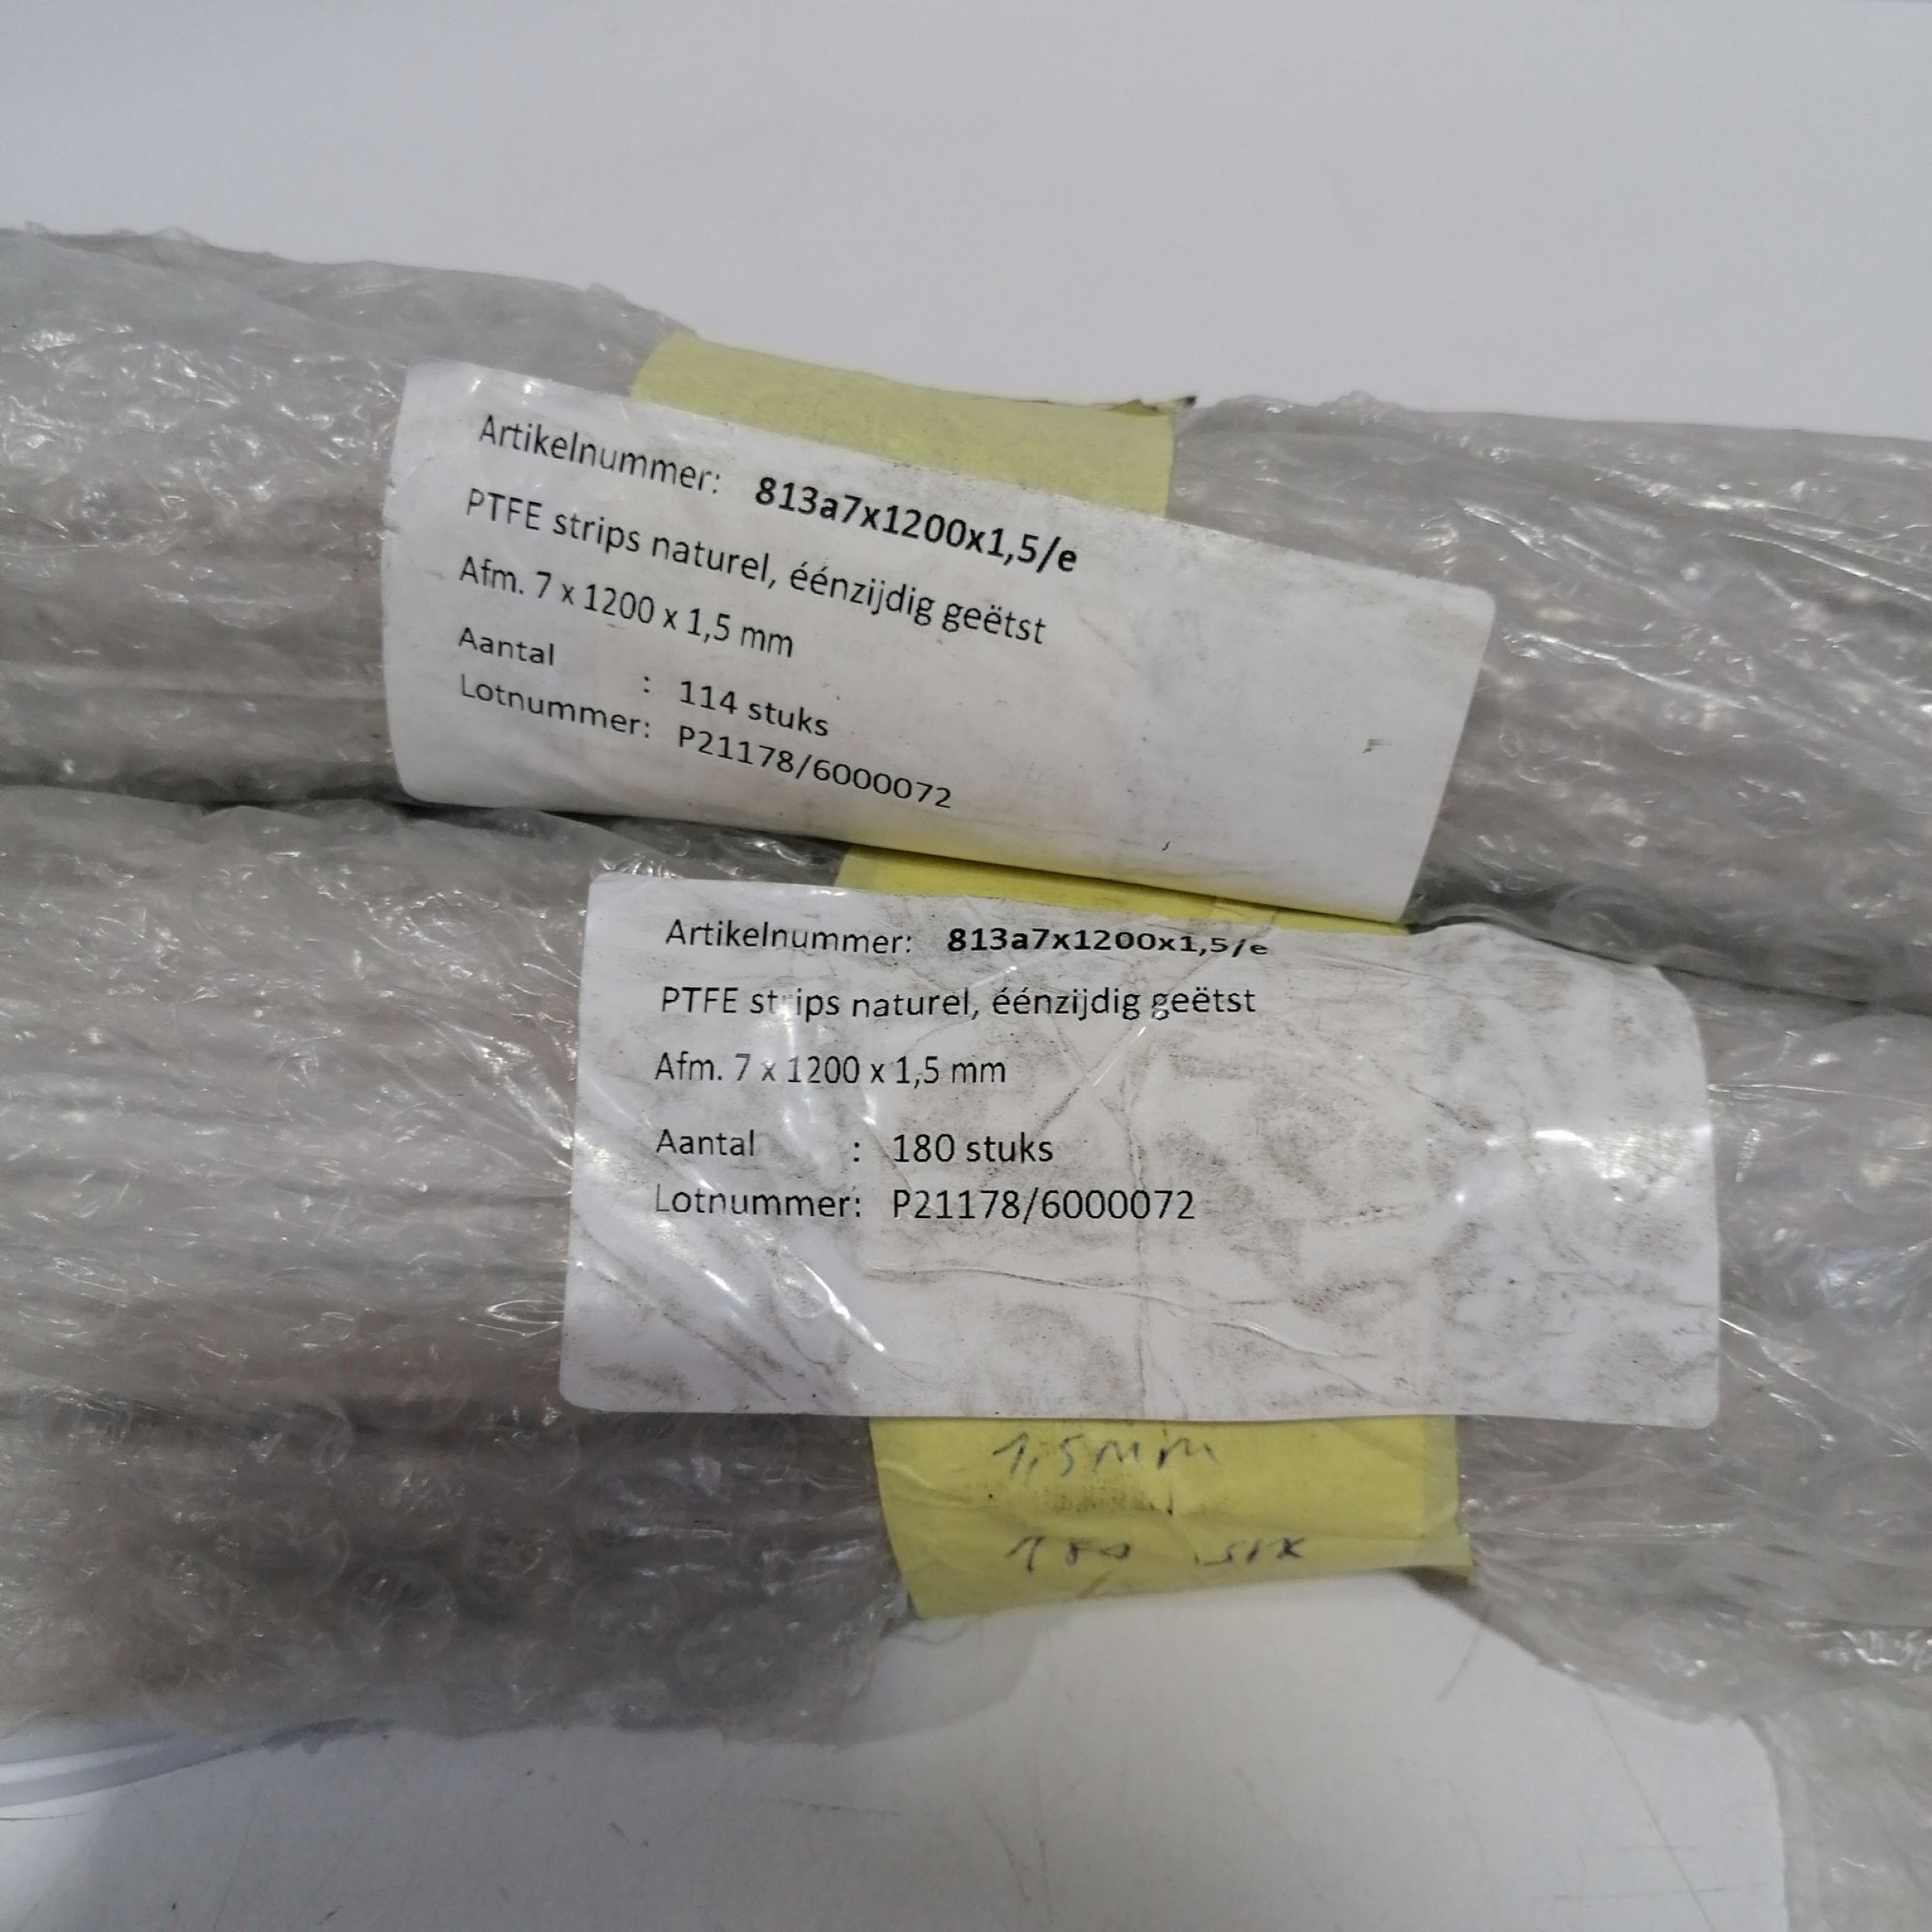 Artikelnummer: 813a7x1200x1,5/e
PTFE strips naturel, éénzijdig geëtst
Afm. 7 x 1200 x 1,5 mm
Aantal : 114 stuks
Lotnummer: P21178/6000072
Artikelnummer: 813a7x1200x1,5/e
PTFE strips naturel, éénzijdig geëtst
Afm. 7 x 1200 x 1,5 mm
Aantal : 180 stuks
Lotnummer: P21178/6000072
1,5mm
180 stk